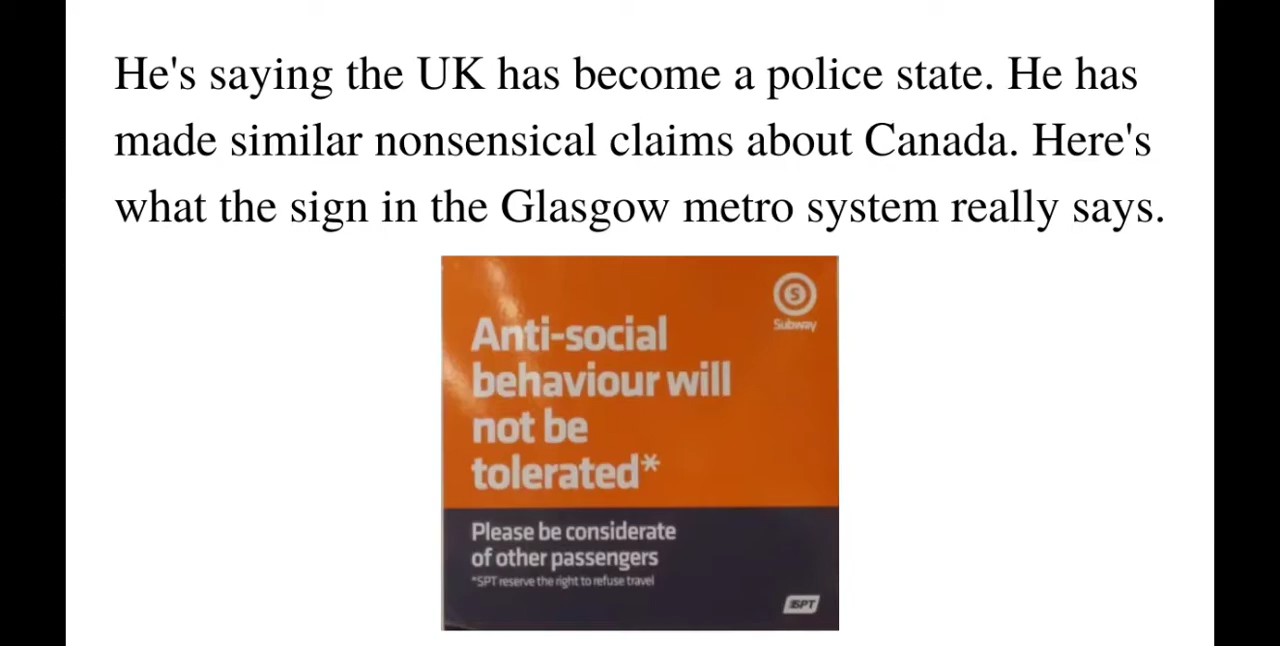 He's saying the UK has become a police state. He has
made similar nonsensical claims about Canada. Here's
what the sign in the Glasgow metro system really says.
S
Subway
Anti-social
behaviour will
not be
tolerated*
Please be considerate
of other passengers
*SPT reserve the right to refuse travel
SPT